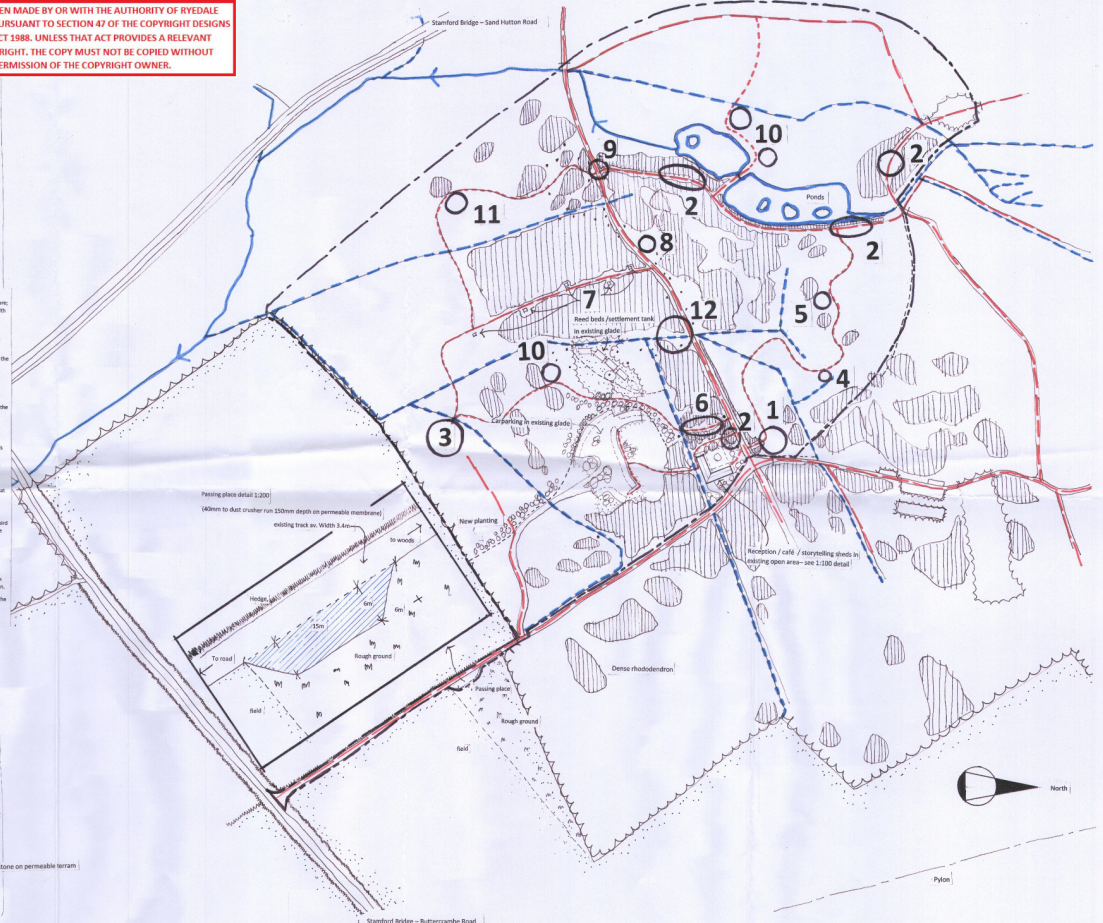 EN MADE BY OR WITH THE AUTHORITY OF RYEDALE
URSUANT TO SECTION 47 OF THE COPYRIGHT DESIGNS
CT 1988. UNLESS THAT ACT PROVIDES A RELEVANT
RIGHT. THE COPY MUST NOT BE COPIED WITHOUT
ERMISSION OF THE COPYRIGHT OWNER.
Stamford Bridge – Sand Hutton Road
10
9
2
2
11
Ponds
8
2
7
5
12
Reed beds /settlement tank
in existing glade
10
4
6
2
1
3
Carparking in existing glade
Passing place detail 1:200
(40mm to dust crusher run 150mm depth on permeable membrane)
existing track av. Width 3.4m
to woods
New planting
Reception / café / storytelling sheds in
existing open area– see 1:100 detail
Hedge
6m
6m
15m
To road
Rough ground
field
Dense rhododendron
Passing place
Rough ground
field
North
tone on permeable terram
Pylon
Stamford Bridge – Buttercrambe Road